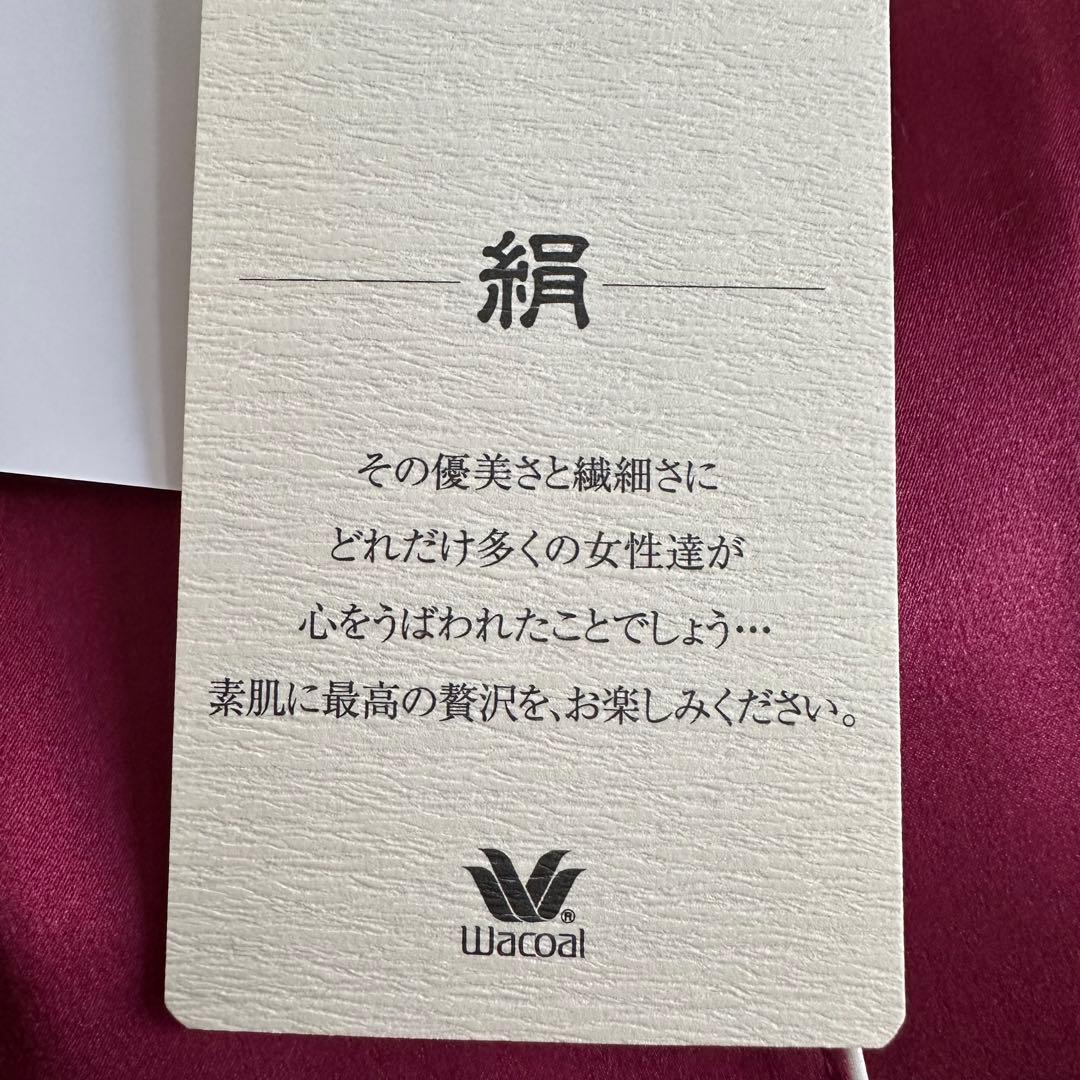 絹
その優美さと繊細さに
どれだけ多くの女性達が
心をうばわれたことでしょう…
素肌に最高の贅沢を、お楽しみください。
®
Wacoal